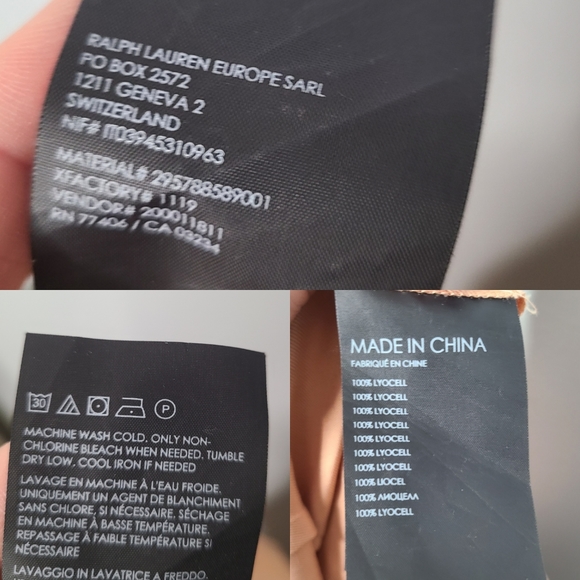 RALPH LAUREN EUROPE SARL
PO BOX 2572
1211 GENEVA 2
SWITZERLAND
NIF# IT03945310963
MATERIAL# 295788589001
XFACTORY# 1119
VENDOR# 200011811
RN 77406 / CA 03234
30
P
MACHINE WASH COLD, ONLY NON-
CHLORINE BLEACH WHEN NEEDED, TUMBLE
DRY LOW, COOL IRON IF NEEDED
LAVAGE EN MACHINE À L'EAU FROIDE,
UNIQUEMENT UN AGENT DE BLANCHIMENT
SANS CHLORE, SI NÉCESSAIRE. SÉCHAGE
EN MACHINE À BASSE TEMPÉRATURE,
REPASSAGE À FAIBLE TEMPÉRATURE SI
NÉCESSAIRE
LAVAGGIO IN LAVATRICE A FREDDO,
MADE IN CHINA
FABRIQUÉ EN CHINE
100% LYOCELL
100% LYOCELL
100% LYOCELL
100% LYOCELL
100% LYOCELL
100% LYOCELL
100% LYOCELL
100% LIOCEL
100% ΛΥΟΣΕΛΛ
100% LYOCELL